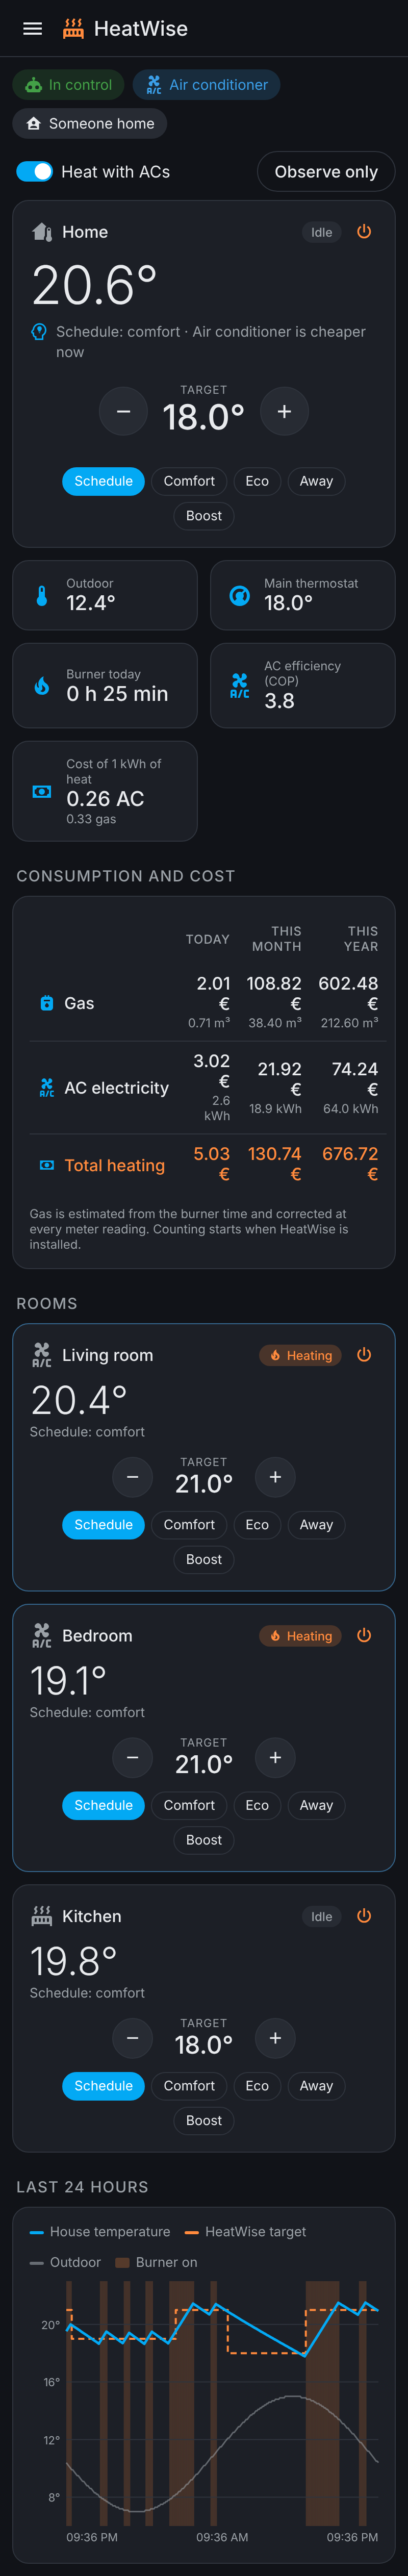 HeatWise
In control
Air conditioner
Someone home
Heat with ACs
Observe only
Home
Idle
20.6°
Schedule: comfort · Air conditioner is cheaper
now
TARGET
− 18.0° +
Schedule
Comfort
Eco
Away
Boost
Outdoor
12.4°
Main thermostat
18.0°
Burner today
0 h 25 min
A/C
AC efficiency
(COP)
3.8
Cost of 1 kWh of
heat
0.26 AC
0.33 gas
CONSUMPTION AND COST
TODAY
THIS
MONTH
THIS
YEAR
Gas
2.01
€
0.71 m³
108.82
€
38.40 m³
602.48
€
212.60 m³
A/C
AC electricity
3.02
€
2.6
kWh
21.92
€
18.9 kWh
74.24
€
64.0 kWh
Total heating
5.03
€
130.74
€
676.72
€
Gas is estimated from the burner time and corrected at
every meter reading. Counting starts when HeatWise is
installed.
ROOMS
A/C
Living room
Heating
20.4°
Schedule: comfort
TARGET
− 21.0° +
Schedule
Comfort
Eco
Away
Boost
A/C
Bedroom
Heating
19.1°
Schedule: comfort
TARGET
− 21.0° +
Schedule
Comfort
Eco
Away
Boost
Kitchen
Idle
19.8°
Schedule: comfort
TARGET
− 18.0° +
Schedule
Comfort
Eco
Away
Boost
LAST 24 HOURS
House temperature
HeatWise target
Outdoor
Burner on
20°
16°
12°
8°
09:36 PM
09:36 AM
09:36 PM